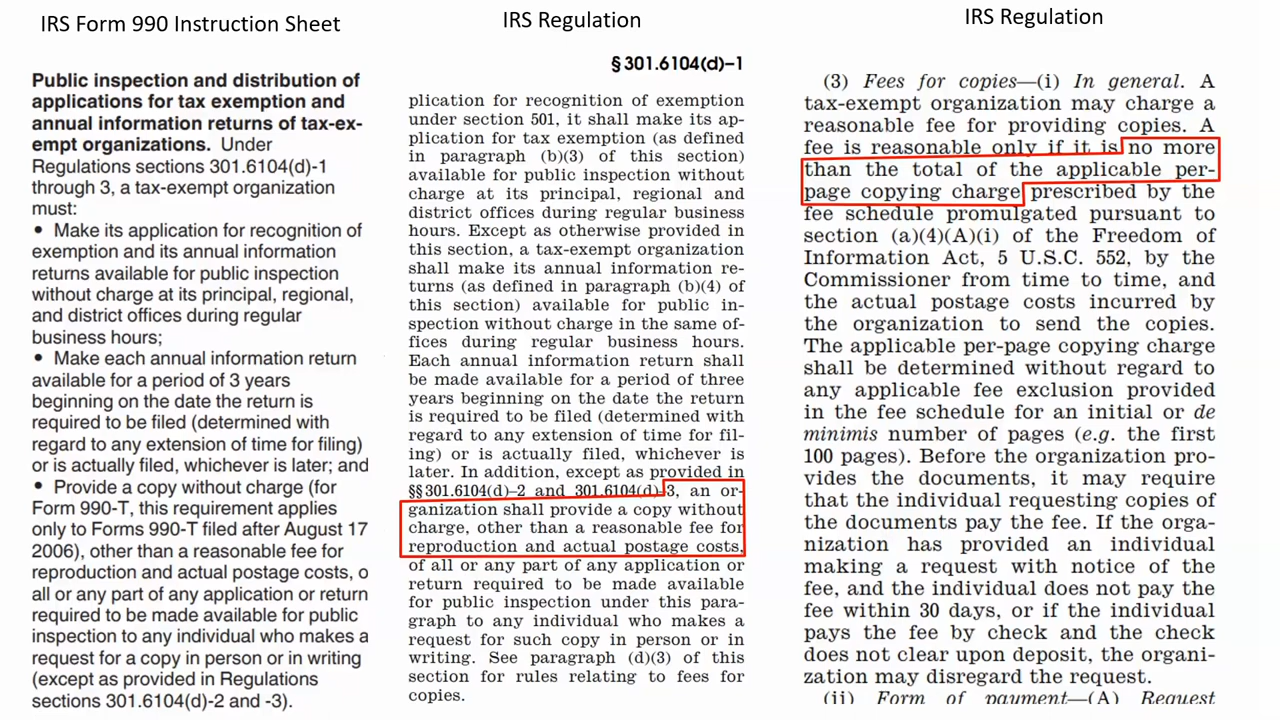 IRS Form 990 Instruction Sheet
Public inspection and distribution of
applications for tax exemption and
annual information returns of tax-ex-
empt organizations. Under
Regulations sections 301.6104(d)-1
through 3, a tax-exempt organization
must:
• Make its application for recognition of
exemption and its annual information
returns available for public inspection
without charge at its principal, regional,
and district offices during regular
business hours;
• Make each annual information return
available for a period of 3 years
beginning on the date the return is
required to be filed (determined with
regard to any extension of time for filing)
or is actually filed, whichever is later; and
• Provide a copy without charge (for
Form 990-T, this requirement applies
only to Forms 990-T filed after August 17
2006), other than a reasonable fee for
reproduction and actual postage costs, o
all or any part of any application or return
required to be made available for public
inspection to any individual who makes a
request for a copy in person or in writing
(except as provided in Regulations
sections 301.6104(d)-2 and -3).
IRS Regulation
§ 301.6104(d)–1
plication for recognition of exemption
under section 501, it shall make its ap-
plication for tax exemption (as defined
in paragraph (b)(3) of this section)
available for public inspection without
charge at its principal, regional and
district offices during regular business
hours. Except as otherwise provided in
this section, a tax-exempt organization
shall make its annual information re-
turns (as defined in paragraph (b)(4) of
this section) available for public in-
spection without charge in the same of-
fices during regular business hours.
Each annual information return shall
be made available for a period of three
years beginning on the date the return
is required to be filed (determined with
regard to any extension of time for fil-
ing) or is actually filed, whichever is
later. In addition, except as provided in
§§ 301.6104(d)–2 and 301.6104(d)–3, an or-
ganization shall provide a copy without
charge, other than a reasonable fee for
reproduction and actual postage costs,
of all or any part of any application or
return required to be made available
for public inspection under this para-
graph to any individual who makes a
request for such copy in person or in
writing. See paragraph (d)(3) of this
section for rules relating to fees for
copies.
IRS Regulation
(3) Fees for copies—(i) In general. A
tax-exempt organization may charge a
reasonable fee for providing copies. A
fee is reasonable only if it is no more
than the total of the applicable per-
page copying charge prescribed by the
fee schedule promulgated pursuant to
section (a)(4)(A)(i) of the Freedom of
Information Act, 5 U.S.C. 552, by the
Commissioner from time to time, and
the actual postage costs incurred by
the organization to send the copies.
The applicable per-page copying charge
shall be determined without regard to
any applicable fee exclusion provided
in the fee schedule for an initial or de
minimis number of pages (e.g. the first
100 pages). Before the organization pro-
vides the documents, it may require
that the individual requesting copies of
the documents pay the fee. If the orga-
nization has provided an individual
making a request with notice of the
fee, and the individual does not pay the
fee within 30 days, or if the individual
pays the fee by check and the check
does not clear upon deposit, the organi-
zation may disregard the request.
(ii) Form of payment—(A) Request